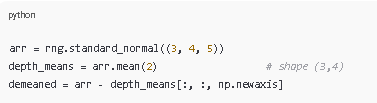 python
arr = rng.standard_normal((3, 4, 5))
depth_means = arr.mean(2) # shape (3,4)
demeaned = arr - depth_means[:, :, np.newaxis]